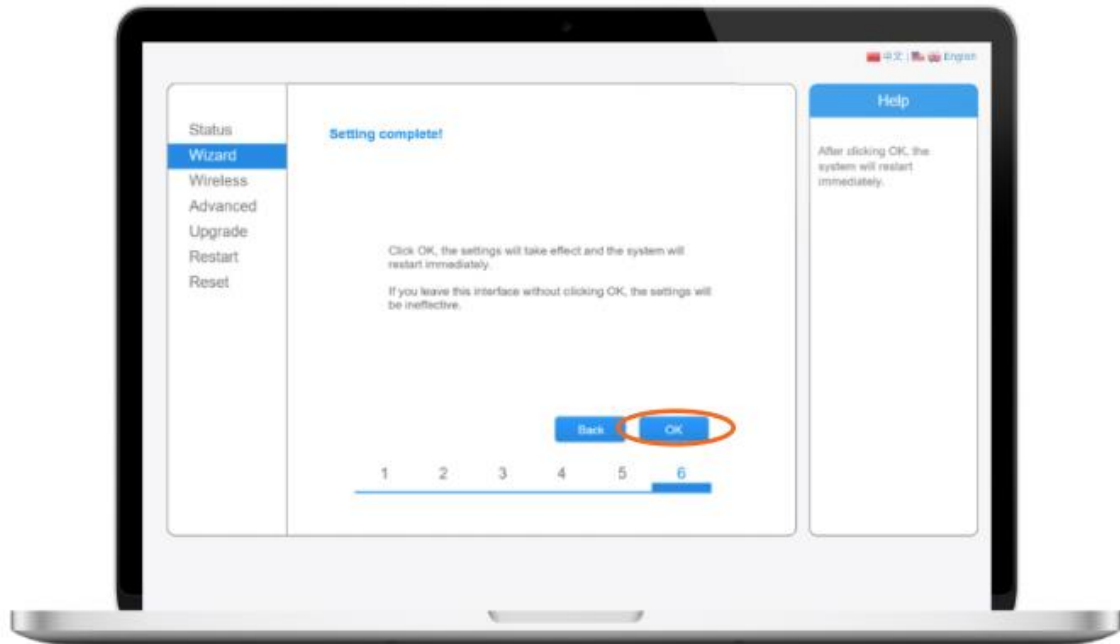 中文 | English
Status
Wizard
Wireless
Advanced
Upgrade
Restart
Reset
Setting complete!
Click OK, the settings will take effect and the system will
restart immediately.
If you leave this interface without clicking OK, the settings will
be ineffective.
Back OK
1 2 3 4 5 6
Help
After clicking OK, the
system will restart
immediately.